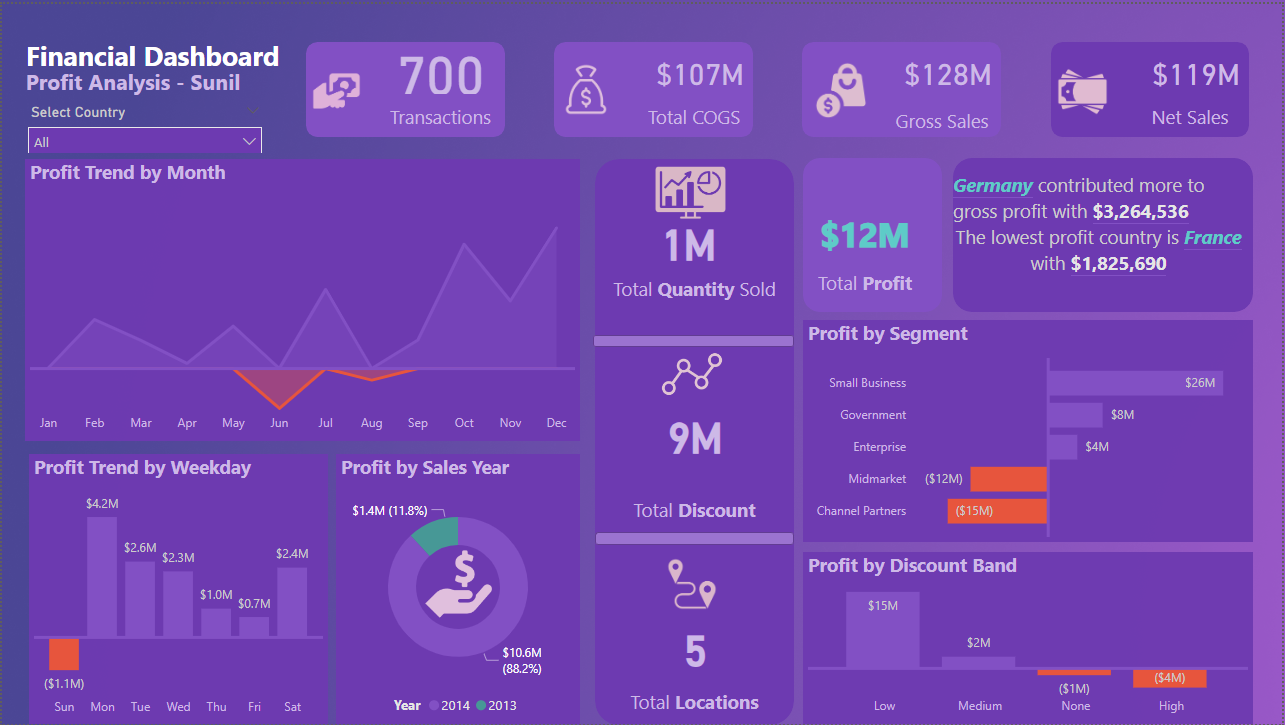 Financial Dashboard
Profit Analysis - Sunil
Select Country
All
700
Transactions
$107M
Total COGS
$128M
Gross Sales
$119M
Net Sales
Profit Trend by Month
Jan Feb Mar Apr May Jun Jul Aug Sep Oct Nov Dec
1M
Total Quantity Sold
9M
Total Discount
5
Total Locations
$12M
Total Profit
Germany contributed more to
gross profit with $3,264,536
The lowest profit country is France
with $1,825,690
Profit by Segment
Small Business $26M
Government $8M
Enterprise $4M
Midmarket ($12M)
Channel Partners ($15M)
Profit Trend by Weekday
$4.2M
$2.6M
$2.3M
$2.4M
$1.0M
$0.7M
($1.1M)
Sun Mon Tue Wed Thu Fri Sat
Profit by Sales Year
$1.4M (11.8%)
$
$10.6M
(88.2%)
Year 2014 2013
Profit by Discount Band
$15M
$2M
($1M)
($4M)
Low Medium None High